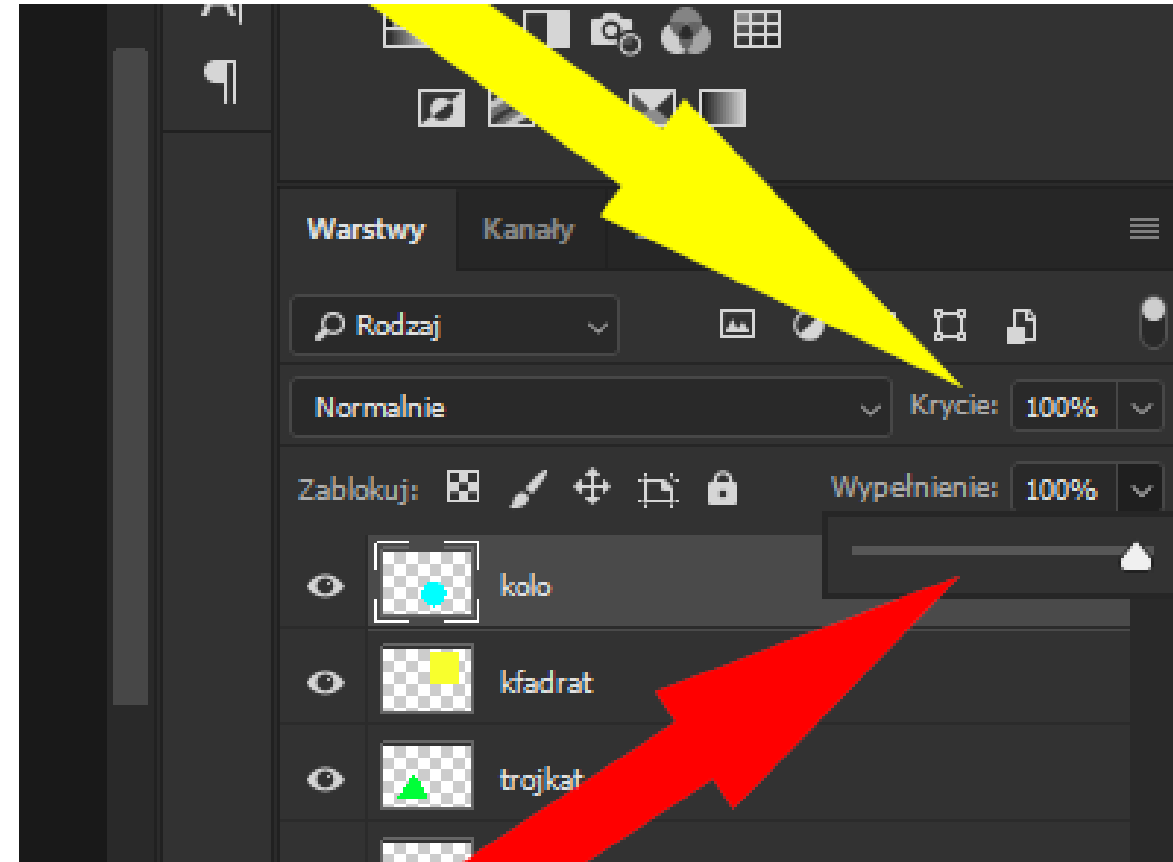 Warstwy Kanały
Rodzaj
Normalnie Krycie: 100%
Zablokuj: Wypełnienie: 100%
kolo
kfadrat
trojkat